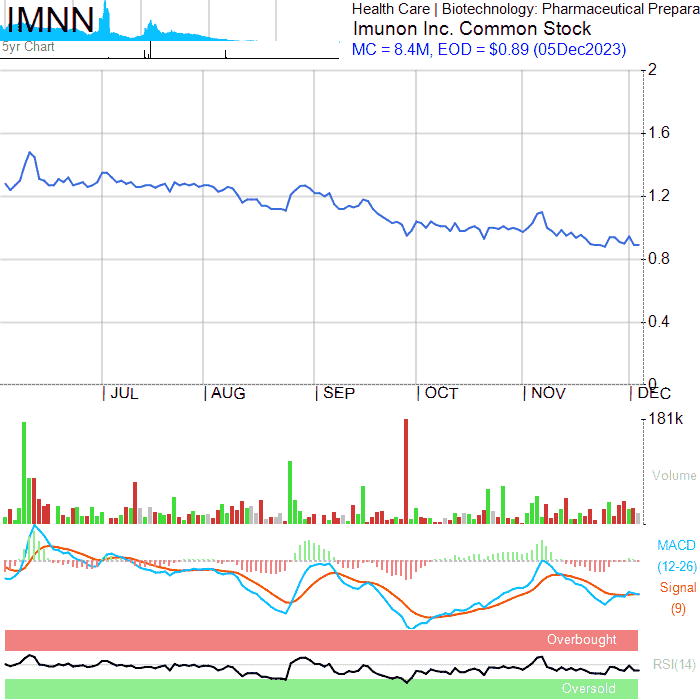 IMNN
Health Care | Biotechnology: Pharmaceutical Prepara
Imunon Inc. Common Stock
MC = 8.4M, EOD = $0.89 (05Dec2023)
5yr Chart
2
1.6
1.2
0.8
0.4
0
| JUL | AUG | SEP | OCT | NOV | DEC
181k
Volume
MACD
(12-26)
Signal
(9)
Overbought
RSI(14)
Oversold